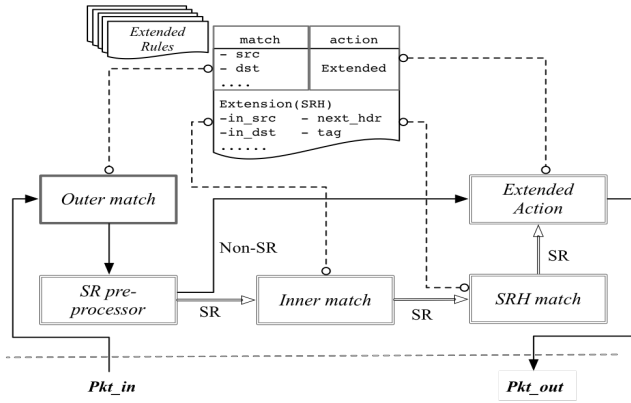 Extended
Rules
match action
- src
- dst
....
Extended
Extension(SRH)
-in_src - next_hdr
-in_dst - tag
......
Outer match
Extended
Action
Non-SR
SR
SR pre-
processor
SR
Inner match
SR
SRH match
Pkt_in
Pkt_out